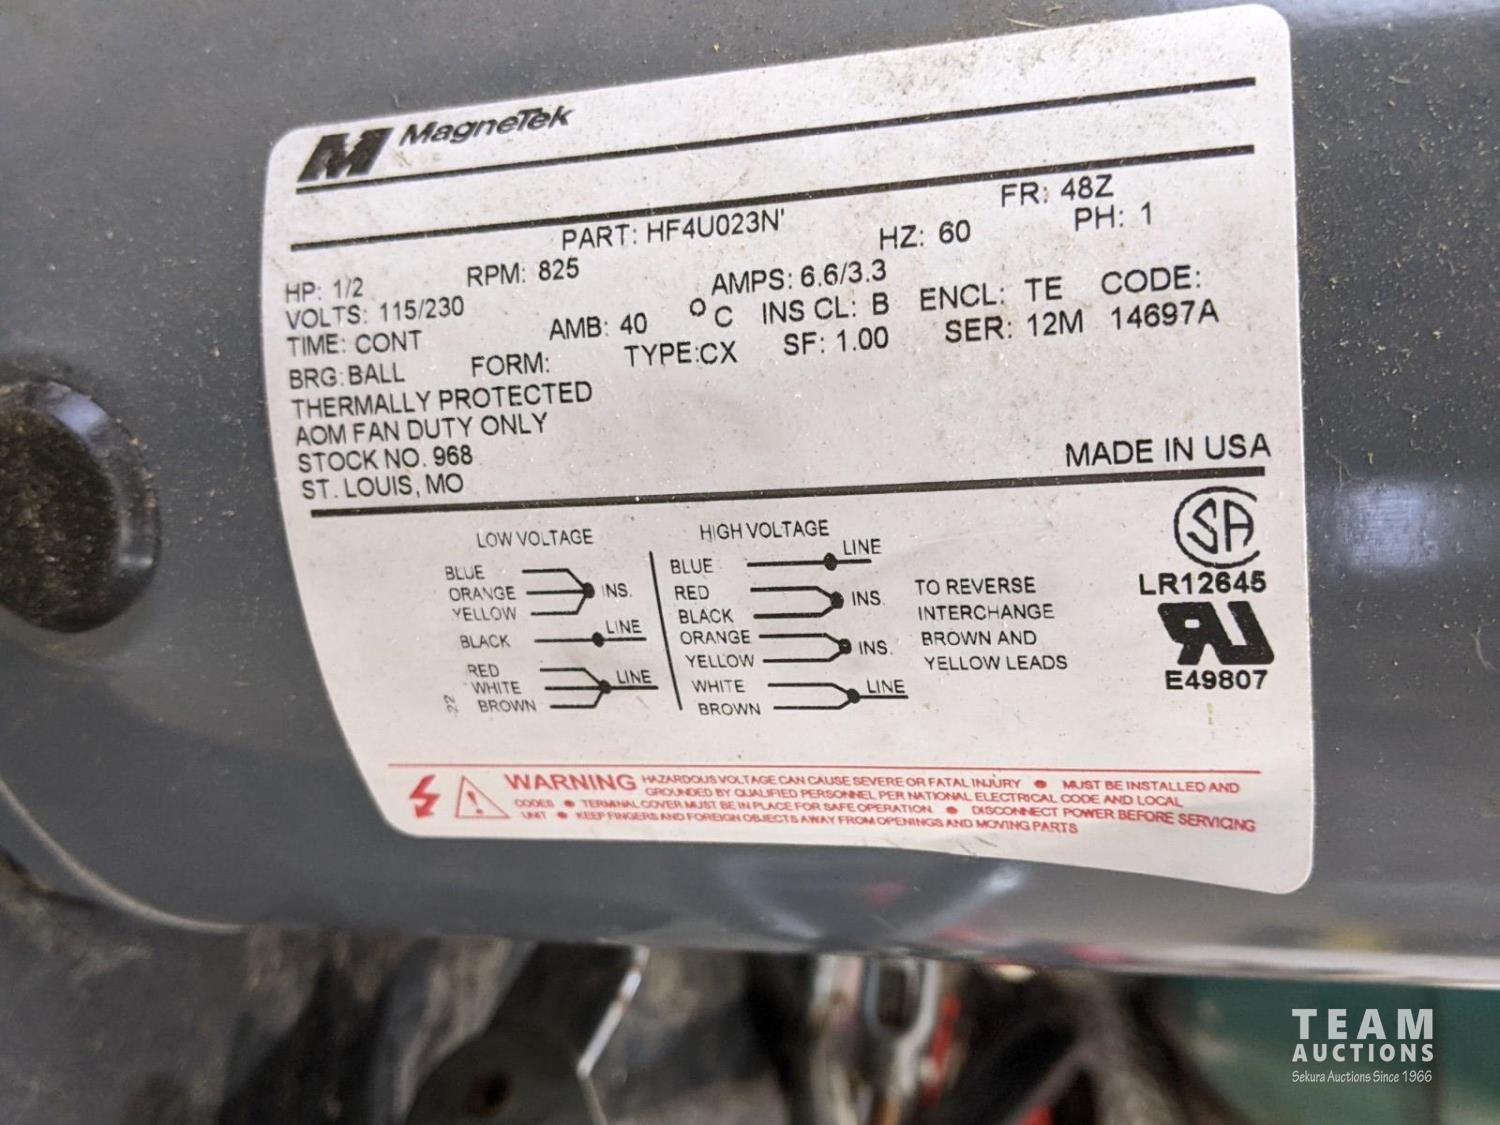 MagneTek
PART: HF4U023N'
FR: 48Z
HP: 1/2 RPM: 825 HZ: 60 PH: 1
VOLTS: 115/230 AMPS: 6.6/3.3
TIME: CONT AMB: 40 °C INS CL: B ENCL: TE CODE:
BRG: BALL FORM: TYPE:CX SF: 1.00 SER: 12M 14697A
THERMALLY PROTECTED
AOM FAN DUTY ONLY
STOCK NO. 968
ST. LOUIS, MO
MADE IN USA
LOW VOLTAGE
BLUE
ORANGE INS.
YELLOW
BLACK LINE
RED
WHITE LINE
BROWN
22
HIGH VOLTAGE
BLUE LINE
RED
BLACK INS.
ORANGE
YELLOW INS.
WHITE LINE
BROWN
TO REVERSE
INTERCHANGE
BROWN AND
YELLOW LEADS
SA
LR12645
UR
E49807
WARNING HAZARDOUS VOLTAGE CAN CAUSE SEVERE OR FATAL INJURY ● MUST BE INSTALLED AND
GROUNDED BY QUALIFIED PERSONNEL PER NATIONAL ELECTRICAL CODE AND LOCAL
CODES ● TERMINAL COVER MUST BE IN PLACE FOR SAFE OPERATION. ● DISCONNECT POWER BEFORE SERVICING
UNIT ● KEEP FINGERS AND FOREIGN OBJECTS AWAY FROM OPENINGS AND MOVING PARTS
TEAM
AUCTIONS
Sekura Auctions Since 1966